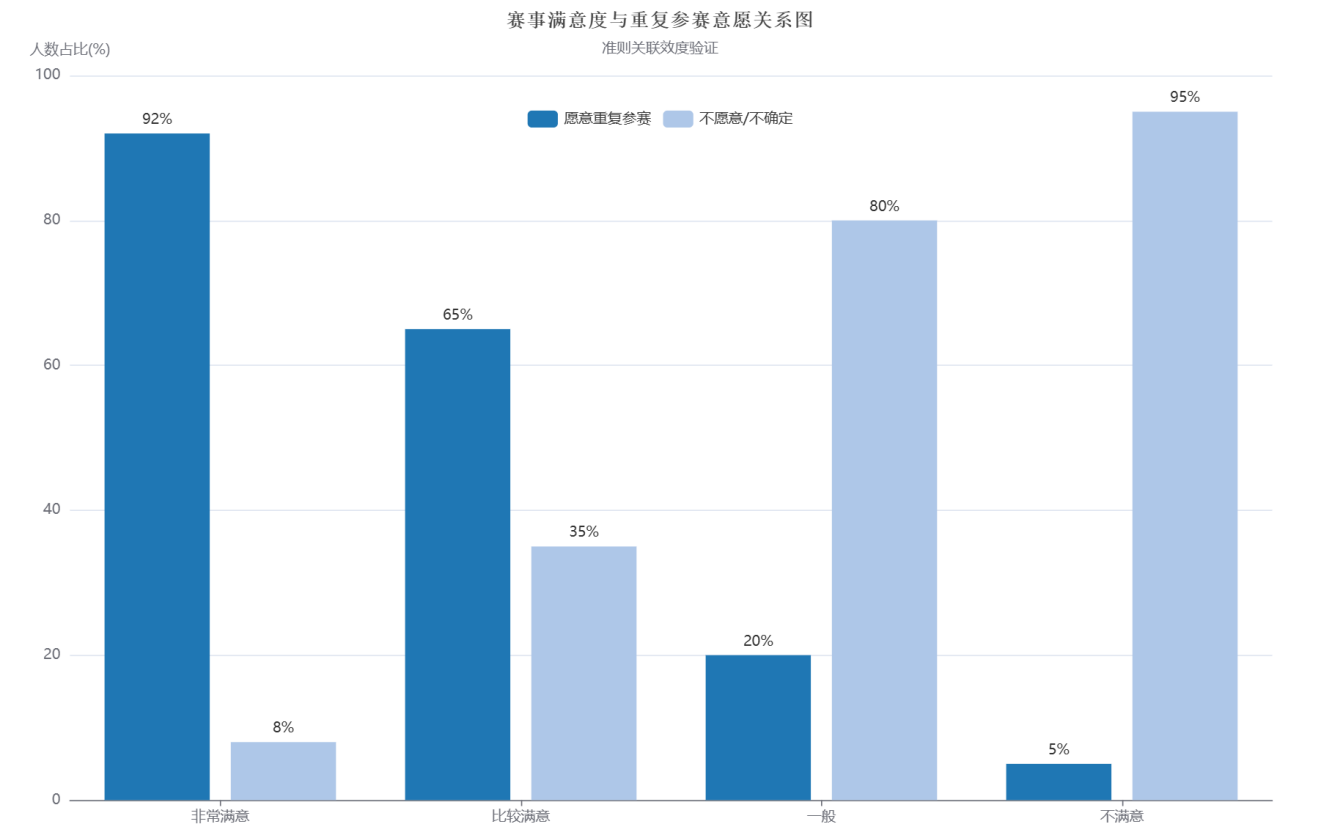 赛事满意度与重复参赛意愿关系图
准则关联效度验证
人数占比(%)
愿意重复参赛 不愿意/不确定
100
80
60
40
20
0
92%
8%
65%
35%
20%
80%
5%
95%
非常满意 比较满意 一般 不满意